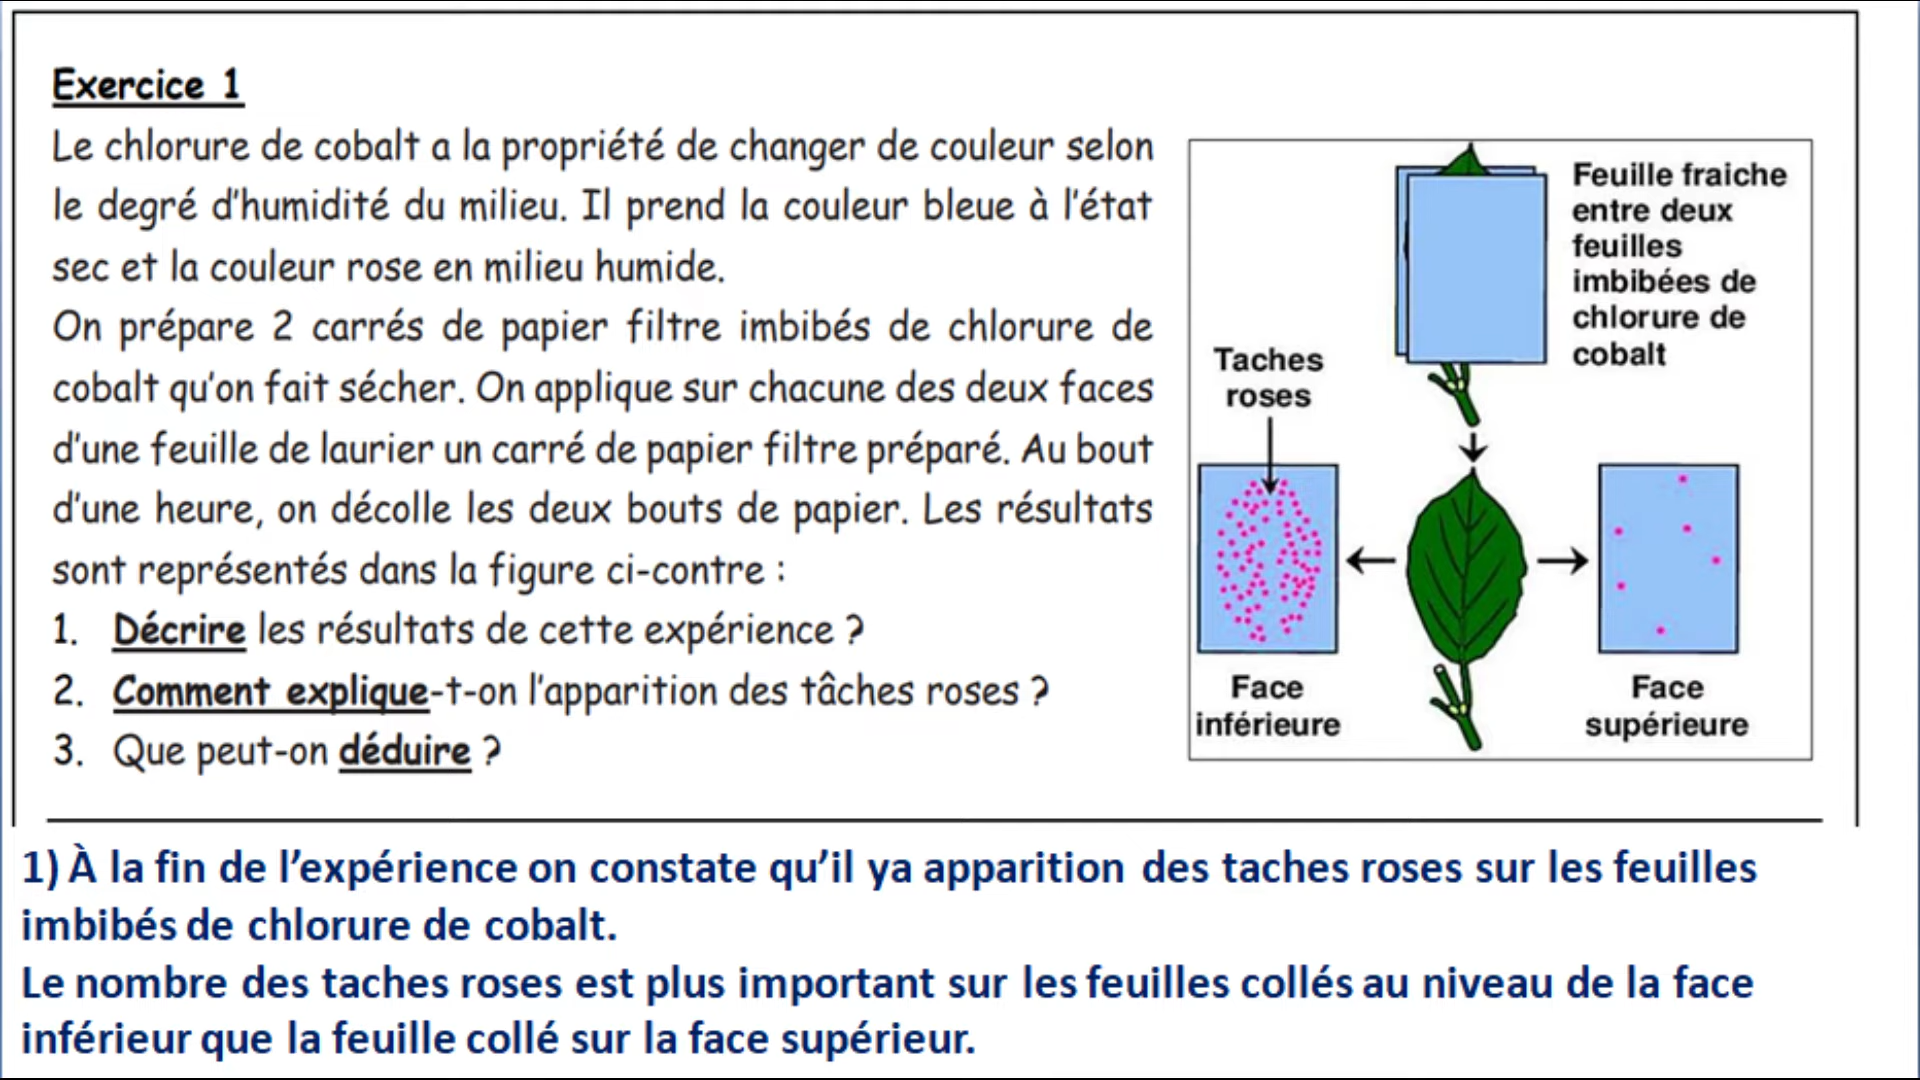 Exercice 1
Le chlorure de cobalt a la propriété de changer de couleur selon
le degré d’humidité du milieu. Il prend la couleur bleue à l’état
sec et la couleur rose en milieu humide.
On prépare 2 carrés de papier filtre imbibés de chlorure de
cobalt qu’on fait sécher. On applique sur chacune des deux faces
d’une feuille de laurier un carré de papier filtre préparé. Au bout
d’une heure, on décolle les deux bouts de papier. Les résultats
sont représentés dans la figure ci-contre :
1. Décrire les résultats de cette expérience ?
2. Comment explique-t-on l’apparition des tâches roses ?
3. Que peut-on déduire ?
Feuille fraiche
entre deux
feuilles
imbibées de
chlorure de
cobalt
Taches
roses
Face
inférieure
Face
supérieure
1) À la fin de l’expérience on constate qu’il ya apparition des taches roses sur les feuilles
imbibés de chlorure de cobalt.
Le nombre des taches roses est plus important sur les feuilles collés au niveau de la face
inférieur que la feuille collé sur la face supérieur.